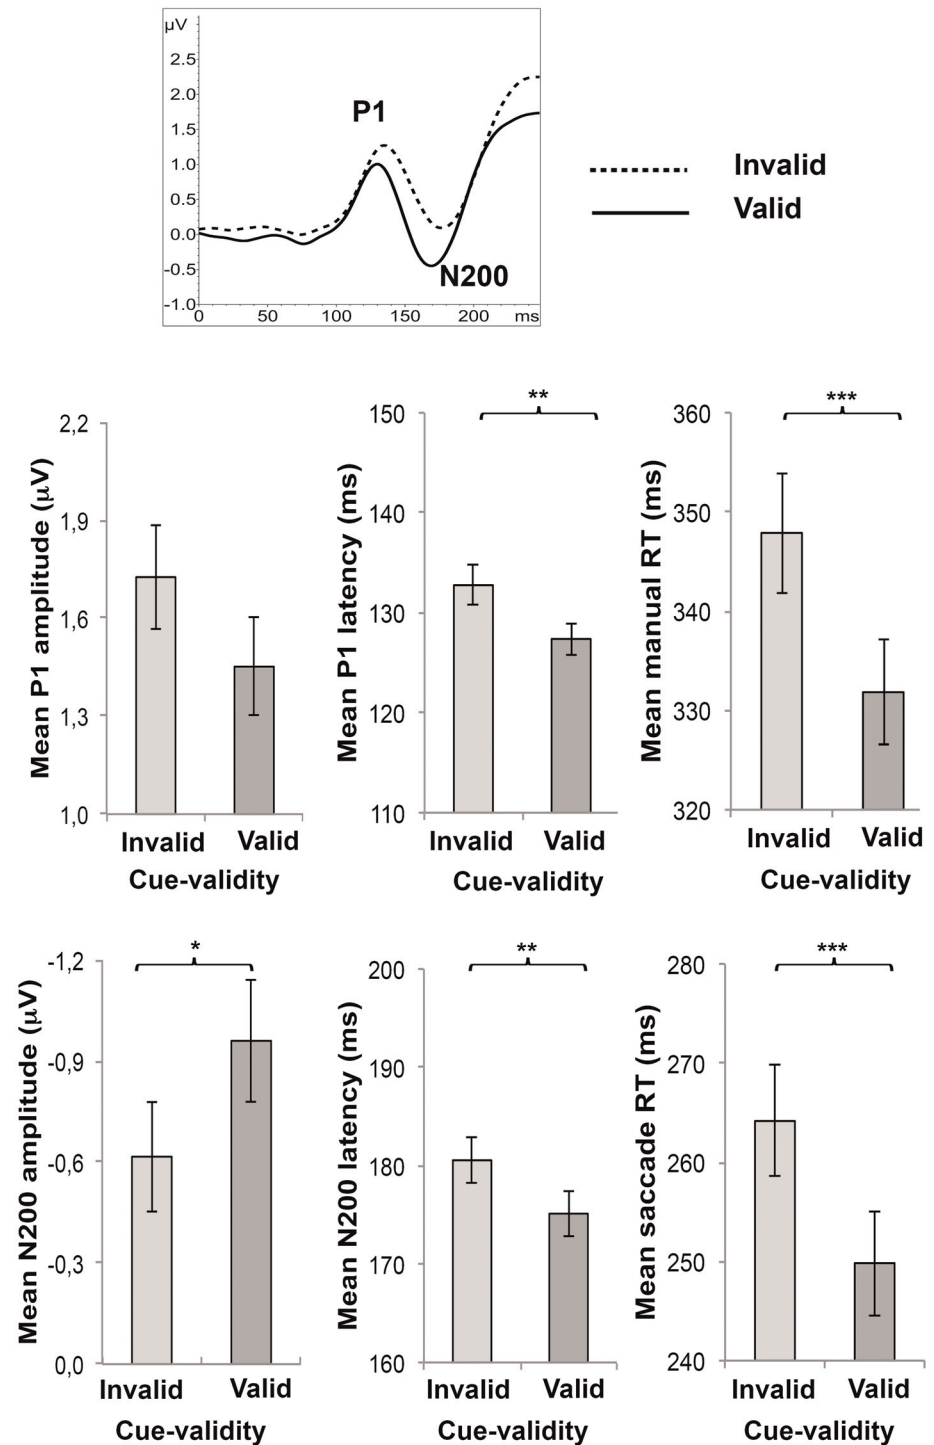 µV
2.5
2.0
1.5
1.0
0.5
0.0
-0.5
-1.0
0 50 100 150 200 ms
P1
N200
Invalid
Valid
Mean P1 amplitude (µV)
2,2
1,9
1,6
1,3
1,0
Invalid Valid
Cue-validity
Mean P1 latency (ms)
150
140
130
120
110
**
Invalid Valid
Cue-validity
Mean manual RT (ms)
360
350
340
330
320
***
Invalid Valid
Cue-validity
Mean N200 amplitude (µV)
-1,2
-0,9
-0,6
-0,3
0,0
*
Invalid Valid
Cue-validity
Mean N200 latency (ms)
200
190
180
170
160
**
Invalid Valid
Cue-validity
Mean saccade RT (ms)
280
270
260
250
240
***
Invalid Valid
Cue-validity